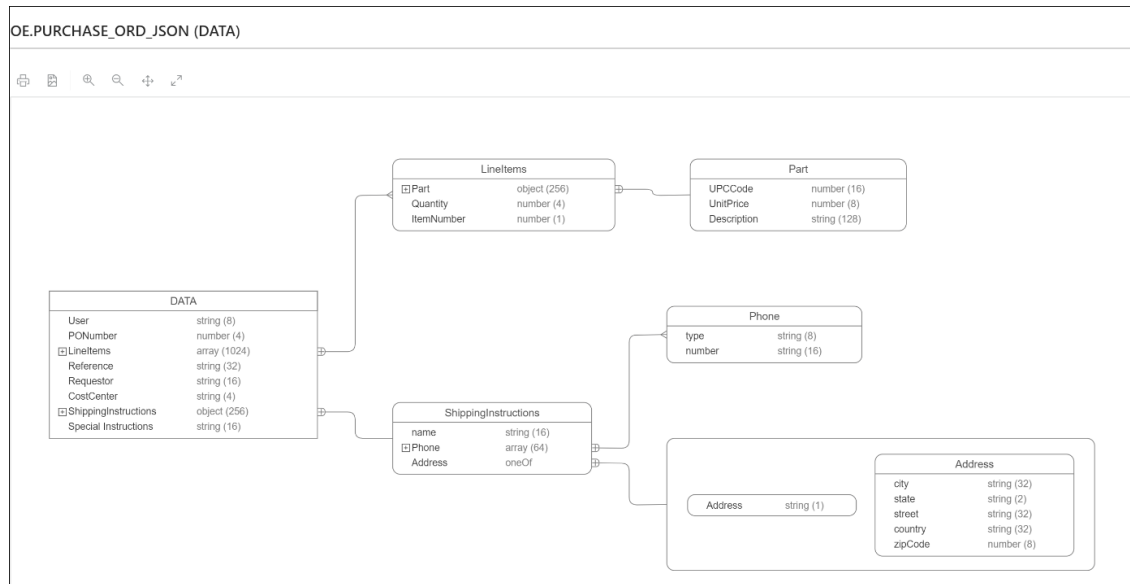 OE.PURCHASE_ORD_JSON (DATA)
LineItems
Part object (256)
Quantity number (4)
ItemNumber number (1)
Part
UPCCode number (16)
UnitPrice number (8)
Description string (128)
DATA
User string (8)
PONumber number (4)
LineItems array (1024)
Reference string (32)
Requestor string (16)
CostCenter string (4)
ShippingInstructions object (256)
Special Instructions string (16)
Phone
type string (8)
number string (16)
ShippingInstructions
name string (16)
Phone array (64)
Address oneOf
Address string (1)
Address
city string (32)
state string (2)
street string (32)
country string (32)
zipCode number (8)